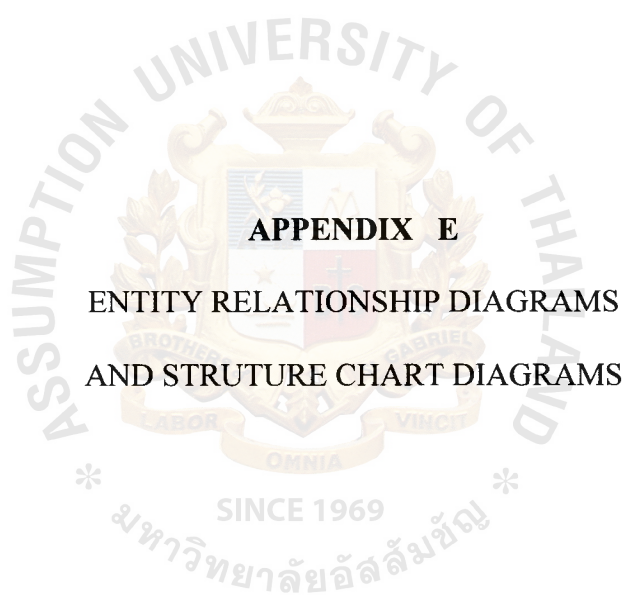 ASSUMPTION UNIVERSITY OF THAILAND
APPENDIX E
ENTITY RELATIONSHIP DIAGRAMS
BROTHERS GABRIEL
AND STRUTURE CHART DIAGRAMS
LABOR VINCIT
OMNIA
* *
SINCE 1969
มหาวิทยาลัยอัสสัมชัญ